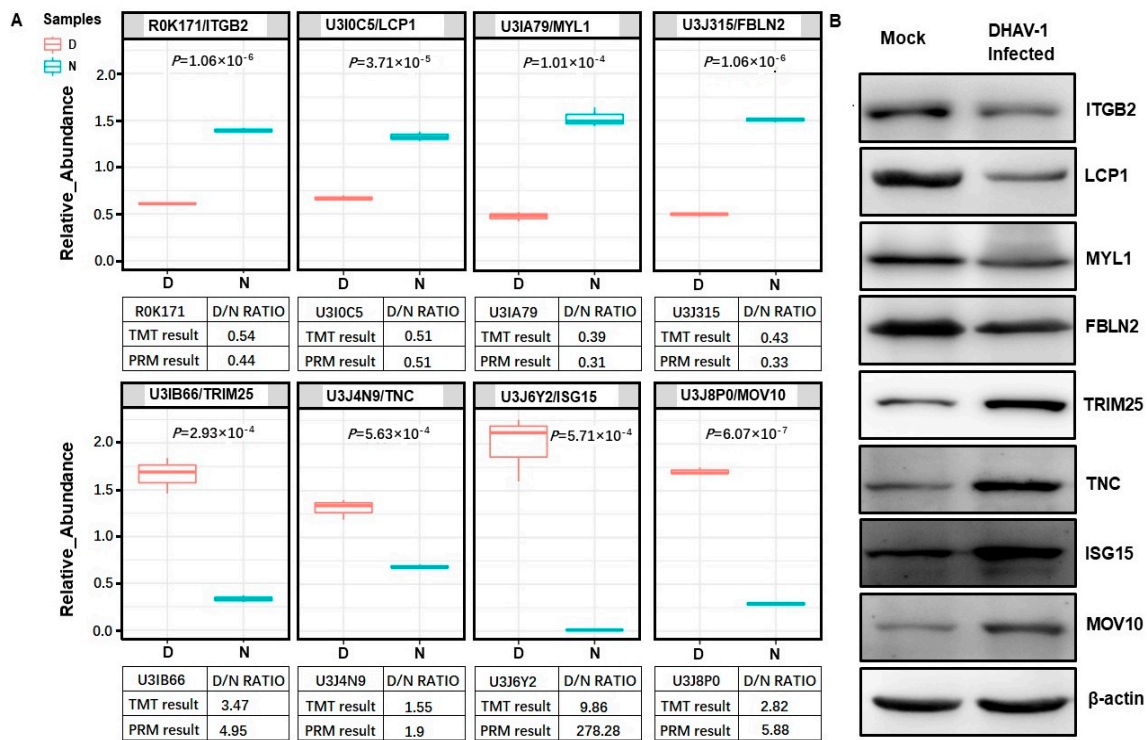 A
Samples
D
N
R0K171/ITGB2
U3I0C5/LCP1
U3IA79/MYL1
U3J315/FBLN2
P=1.06×10⁻⁶
P=3.71×10⁻⁵
P=1.01×10⁻⁴
P=1.06×10⁻⁶
Relative_Abundance
2.0
1.5
1.0
0.5
0.0
D N
D N
D N
D N
R0K171 D/N RATIO
TMT result 0.54
PRM result 0.44
U3I0C5 D/N RATIO
TMT result 0.51
PRM result 0.51
U3IA79 D/N RATIO
TMT result 0.39
PRM result 0.31
U3J315 D/N RATIO
TMT result 0.43
PRM result 0.33
U3IB66/TRIM25
U3J4N9/TNC
U3J6Y2/ISG15
U3J8P0/MOV10
P=2.93×10⁻⁴
P=5.63×10⁻⁴
P=5.71×10⁻⁴
P=6.07×10⁻⁷
Relative_Abundance
2.0
1.5
1.0
0.5
0.0
D N
D N
D N
D N
U3IB66 D/N RATIO
TMT result 3.47
PRM result 4.95
U3J4N9 D/N RATIO
TMT result 1.55
PRM result 1.9
U3J6Y2 D/N RATIO
TMT result 9.86
PRM result 278.28
U3J8P0 D/N RATIO
TMT result 2.82
PRM result 5.88
B
Mock
DHAV-1
Infected
ITGB2
LCP1
MYL1
FBLN2
TRIM25
TNC
ISG15
MOV10
β-actin